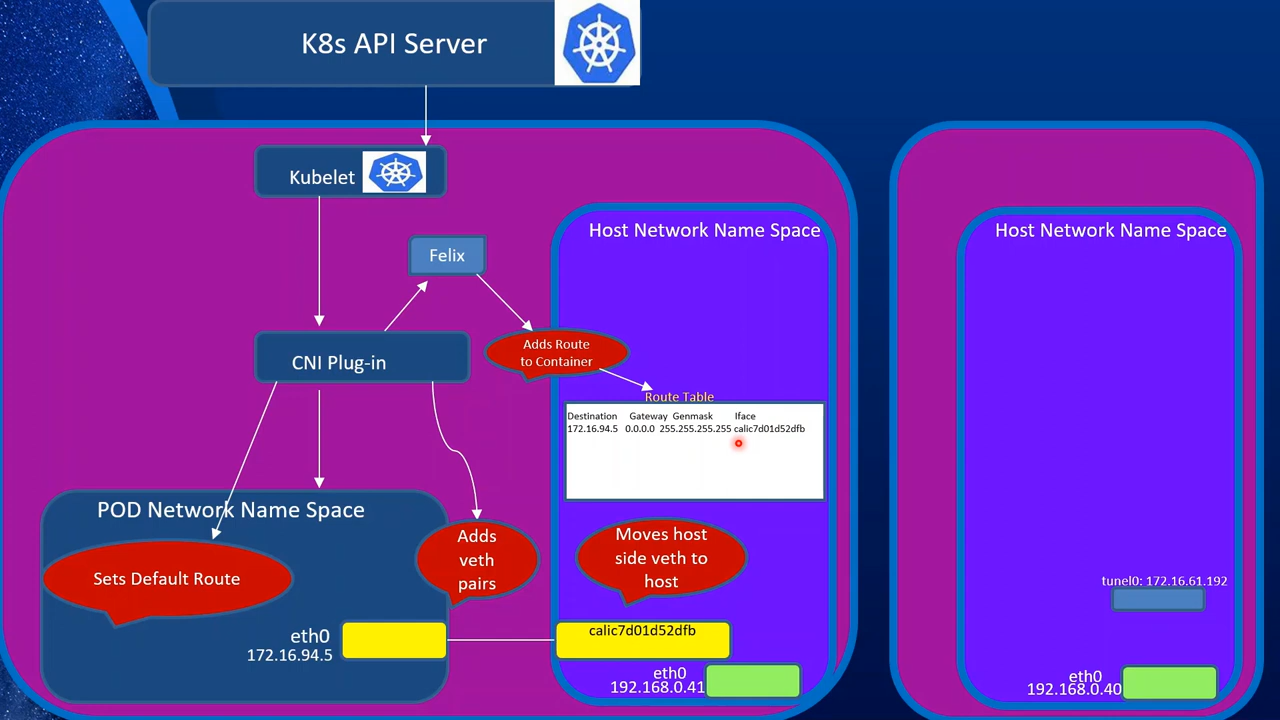 K8s API Server
Kubelet
Felix
CNI Plug-in
Host Network Name Space
Adds Route
to Container
Route Table
Destination Gateway Genmask Iface
172.16.94.5 0.0.0.0 255.255.255.255 calic7d01d52dfb
POD Network Name Space
Sets Default Route
Adds
veth
pairs
Moves host
side veth to
host
eth0
172.16.94.5
calic7d01d52dfb
eth0
192.168.0.41
Host Network Name Space
tunel0: 172.16.61.192
eth0
192.168.0.40